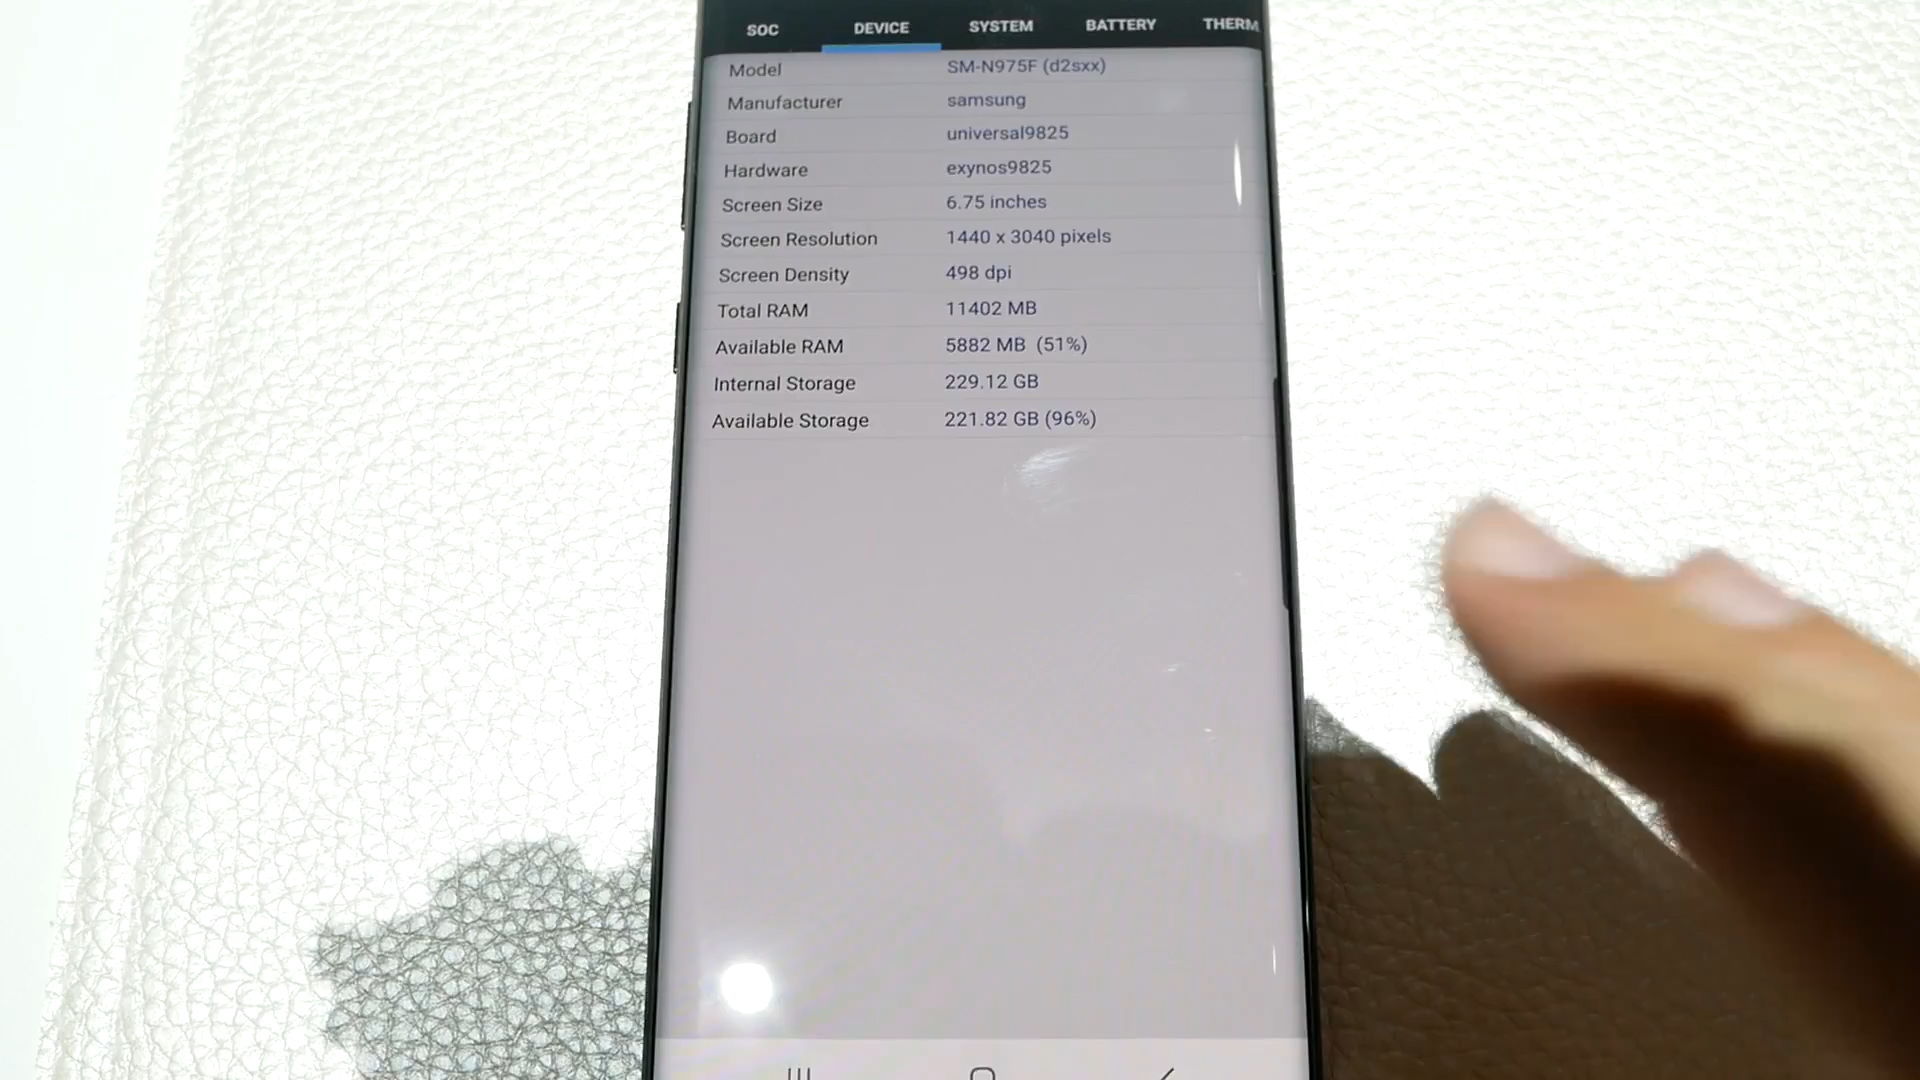 SOC DEVICE SYSTEM BATTERY THERM
Model SM-N975F (d2sxx)
Manufacturer samsung
Board universal9825
Hardware exynos9825
Screen Size 6.75 inches
Screen Resolution 1440 x 3040 pixels
Screen Density 498 dpi
Total RAM 11402 MB
Available RAM 5882 MB (51%)
Internal Storage 229.12 GB
Available Storage 221.82 GB (96%)